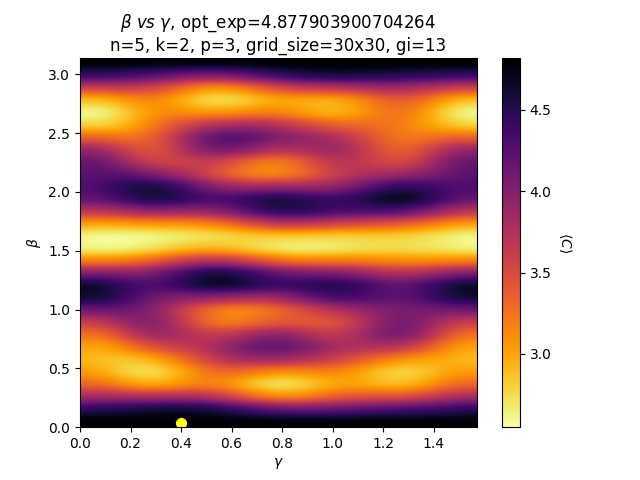 β vs γ, opt_exp=4.877903900704264
n=5, k=2, p=3, grid_size=30x30, gi=13
3.0
2.5
2.0
1.5
1.0
0.5
0.0
β
0.0 0.2 0.4 0.6 0.8 1.0 1.2 1.4
γ
4.5
4.0
3.5
3.0
⟨C⟩